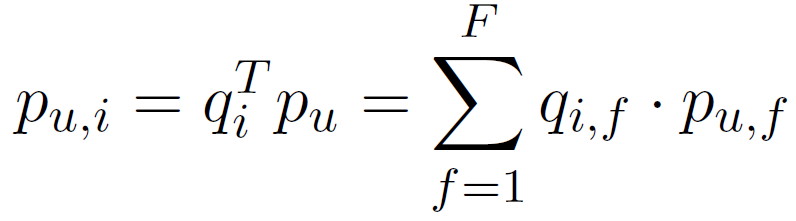 $p_{u,i} = q_i^T p_u = \sum_{f=1}^{F} q_{i,f} \cdot p_{u,f}$